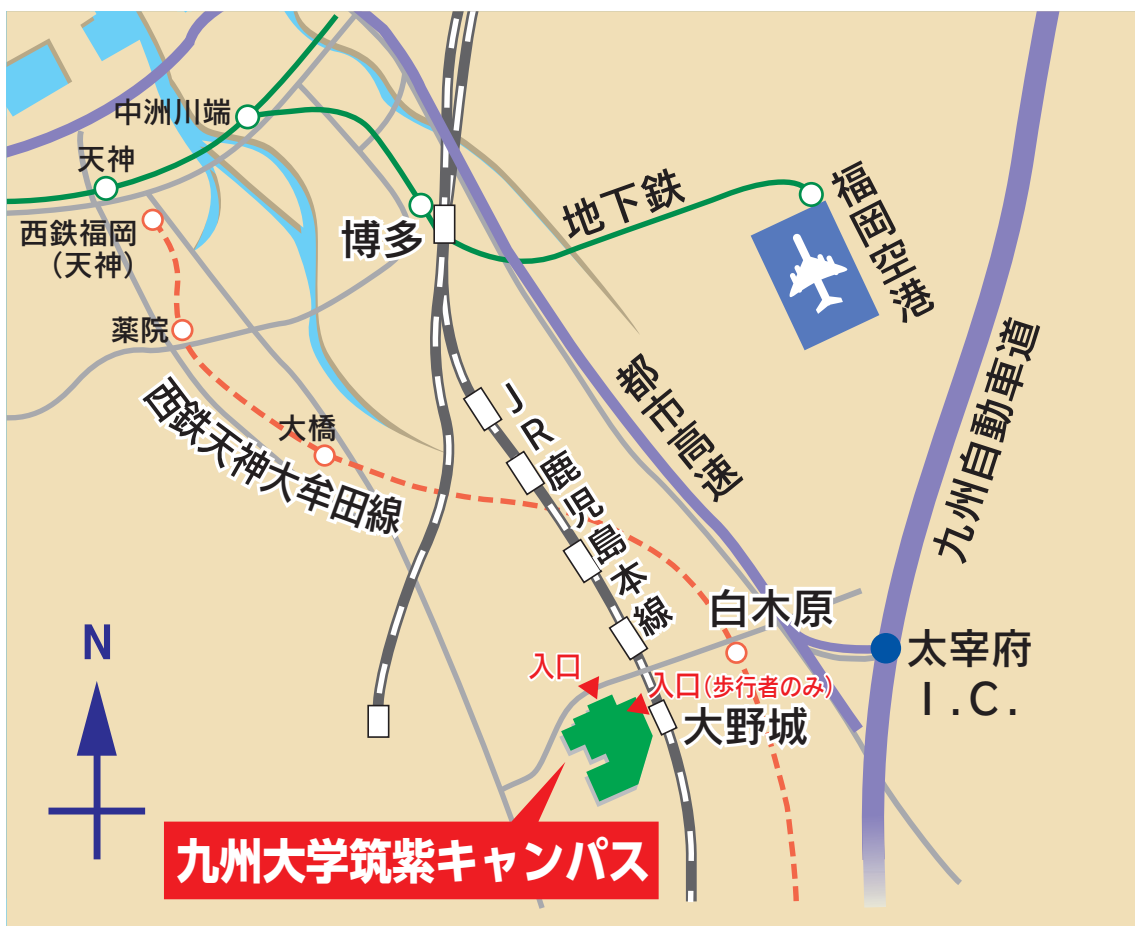 中洲川端
天神
西鉄福岡
(天神)
薬院
博多
地下鉄
福岡空港
九州自動車道
都市高速
JR鹿児島本線
大橋
西鉄天神大牟田線
白木原
太宰府
I.C.
入口
入口(歩行者のみ)
大野城
N
九州大学筑紫キャンパス